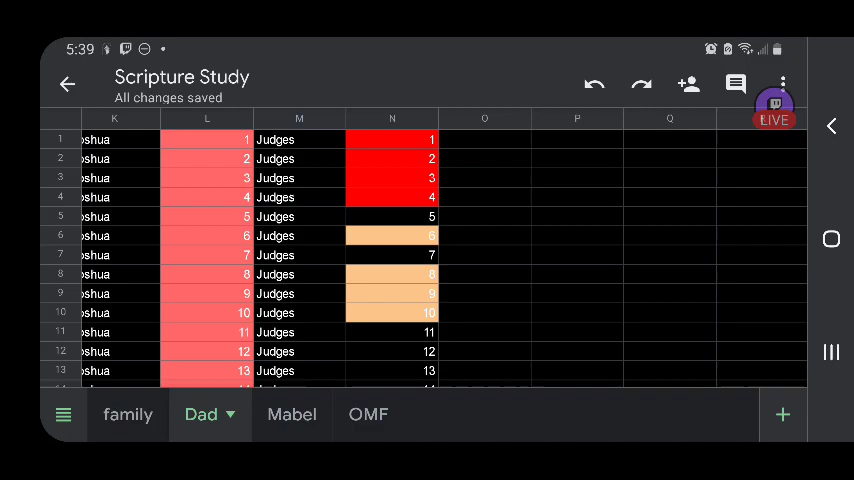 5:39
Scripture Study
All changes saved
LIVE
K L M N O P Q
1 oshua 1 Judges 1
2 oshua 2 Judges 2
3 oshua 3 Judges 3
4 oshua 4 Judges 4
5 oshua 5 Judges 5
6 oshua 6 Judges 6
7 oshua 7 Judges 7
8 oshua 8 Judges 8
9 oshua 9 Judges 9
10 oshua 10 Judges 10
11 oshua 11 Judges 11
12 oshua 12 Judges 12
13 oshua 13 Judges 13
family Dad Mabel OMF